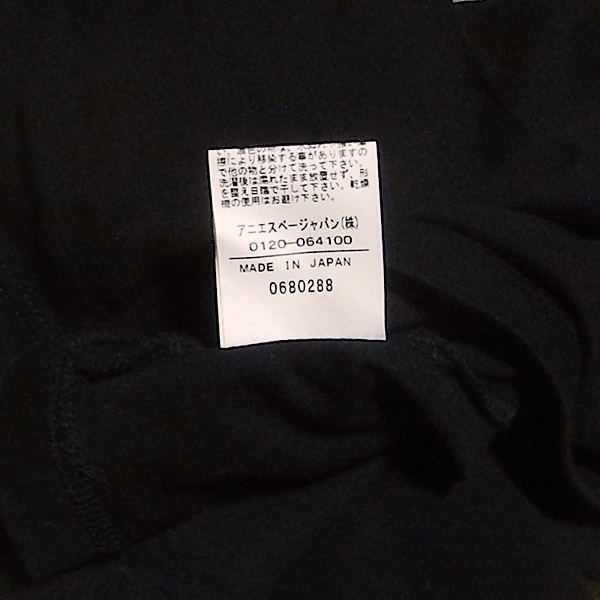 摩擦により移染する事がありますの
で他の物と分けて洗って下さい。
洗濯後は濡れたまま放置せず、形
を整え日陰で干して下さい。乾燥
機の使用はお避け下さい。
アニエスベージャパン(株)
0120-064100
MADE IN JAPAN
0680288